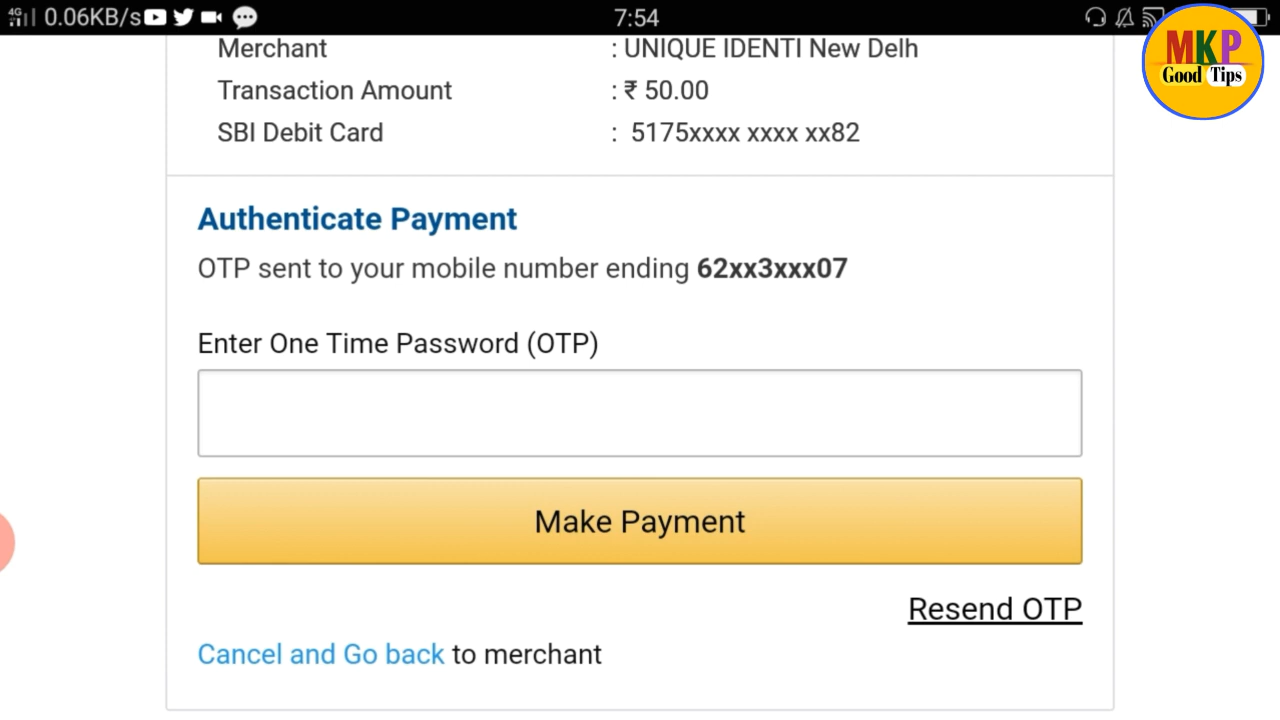 4G 0.06KB/s 7:54
MKP
Good Tips
Merchant : UNIQUE IDENTI New Delh
Transaction Amount : ₹ 50.00
SBI Debit Card : 5175xxxx xxxx xx82
Authenticate Payment
OTP sent to your mobile number ending 62xx3xxx07
Enter One Time Password (OTP)
Make Payment
Resend OTP
Cancel and Go back to merchant